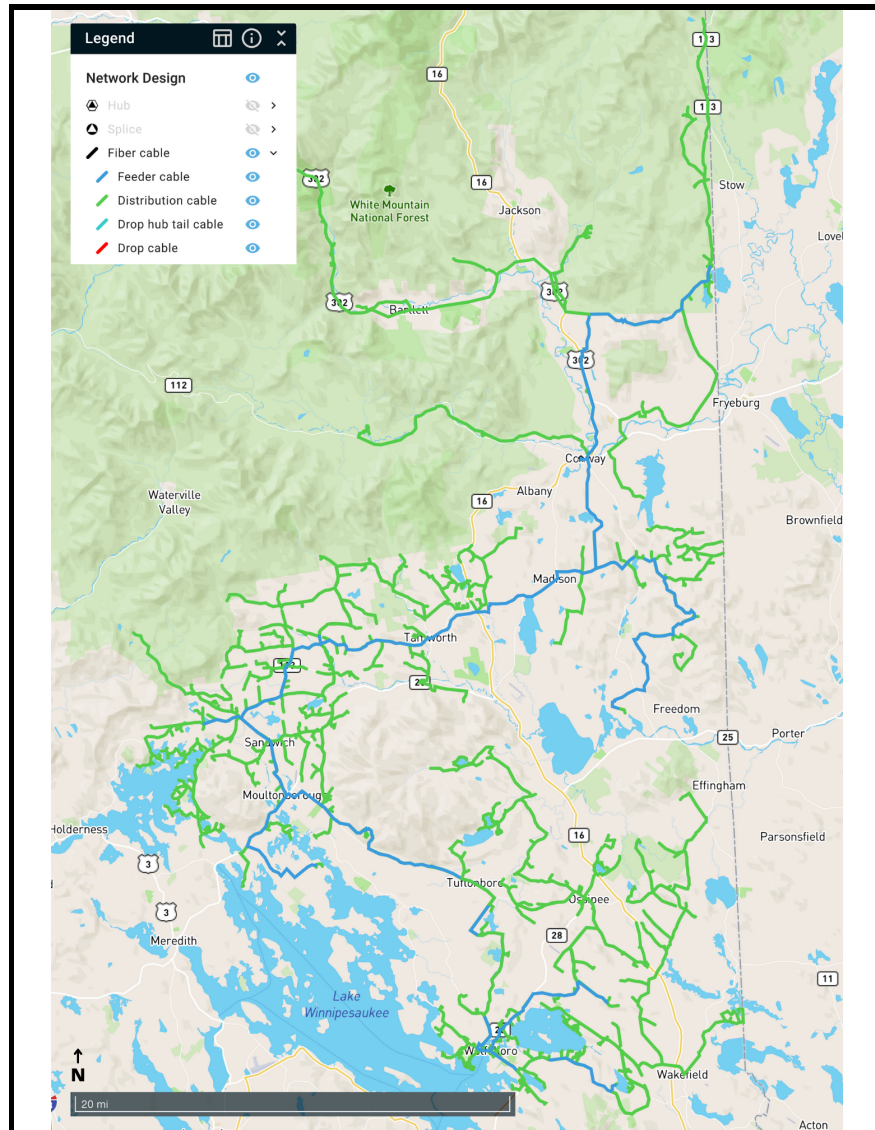 Legend
Network Design
Hub
Splice
Fiber cable
Feeder cable
Distribution cable
Drop hub tail cable
Drop cable
113
16
113
302
White Mountain
National Forest
16
Jackson
Stow
302
302
Bartlett
302
112
Fryeburg
Conway
Waterville
Valley
Albany
16
Brownfield
Madison
Tamworth
Freedom
25
Porter
Sandwich
Effingham
Moultonborough
Holderness
16
Parsonsfield
3
Tuftonboro
Ossipee
3
28
Meredith
11
Lake
Winnipesaukee
Wolfeboro
Wakefield
N
20 mi
Acton